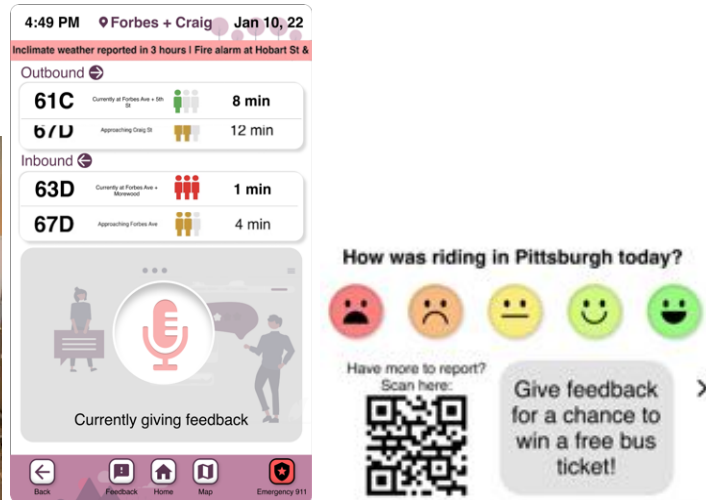 4:49 PM Forbes + Craig Jan 10, 22
Inclimate weather reported in 3 hours | Fire alarm at Hobart St &
Outbound
61C Currently at Forbes Ave + 5th St 8 min
67D Approaching Craig St 12 min
Inbound
63D Currently at Forbes Ave + Morewood 1 min
67D Approaching Forbes Ave 4 min
Currently giving feedback
Back Feedback Home Map Emergency 911
How was riding in Pittsburgh today?
Have more to report?
Scan here:
Give feedback
for a chance to
win a free bus
ticket!